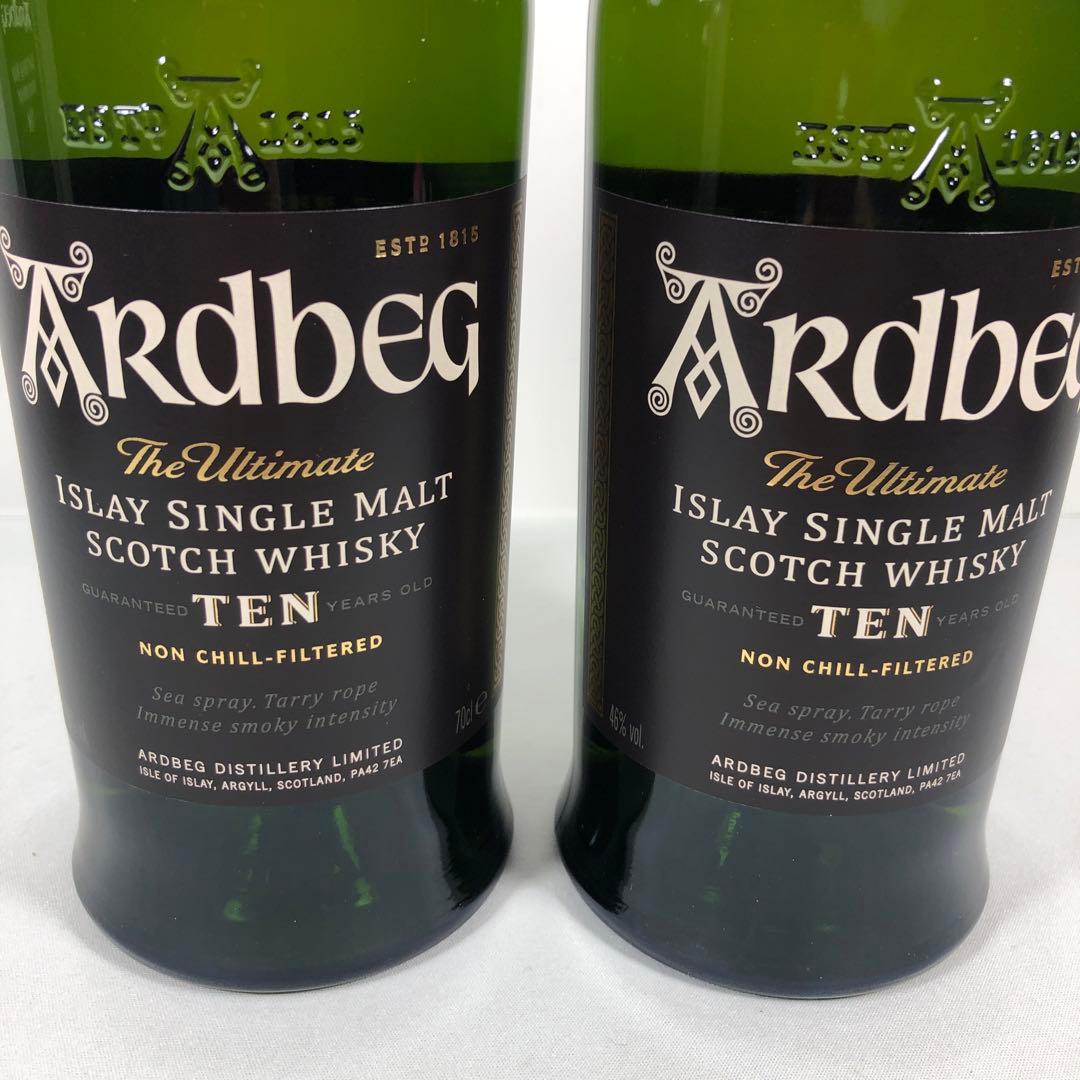 ESTD 1815
ESTD 1815
Ardbeg
The Ultimate
ISLAY SINGLE MALT
SCOTCH WHISKY
GUARANTEED TEN YEARS OLD
NON CHILL-FILTERED
Sea spray. Tarry rope
Immense smoky intensity
70cl e
ARDBEG DISTILLERY LIMITED
ISLE OF ISLAY, ARGYLL, SCOTLAND, PA42 7EA
ESTD 1815
EST
Ardbeg
The Ultimate
ISLAY SINGLE MALT
SCOTCH WHISKY
GUARANTEED TEN YEARS OLD
NON CHILL-FILTERED
Sea spray. Tarry rope
Immense smoky intensity
46% vol.
ARDBEG DISTILLERY LIMITED
ISLE OF ISLAY, ARGYLL, SCOTLAND, PA42 7EA